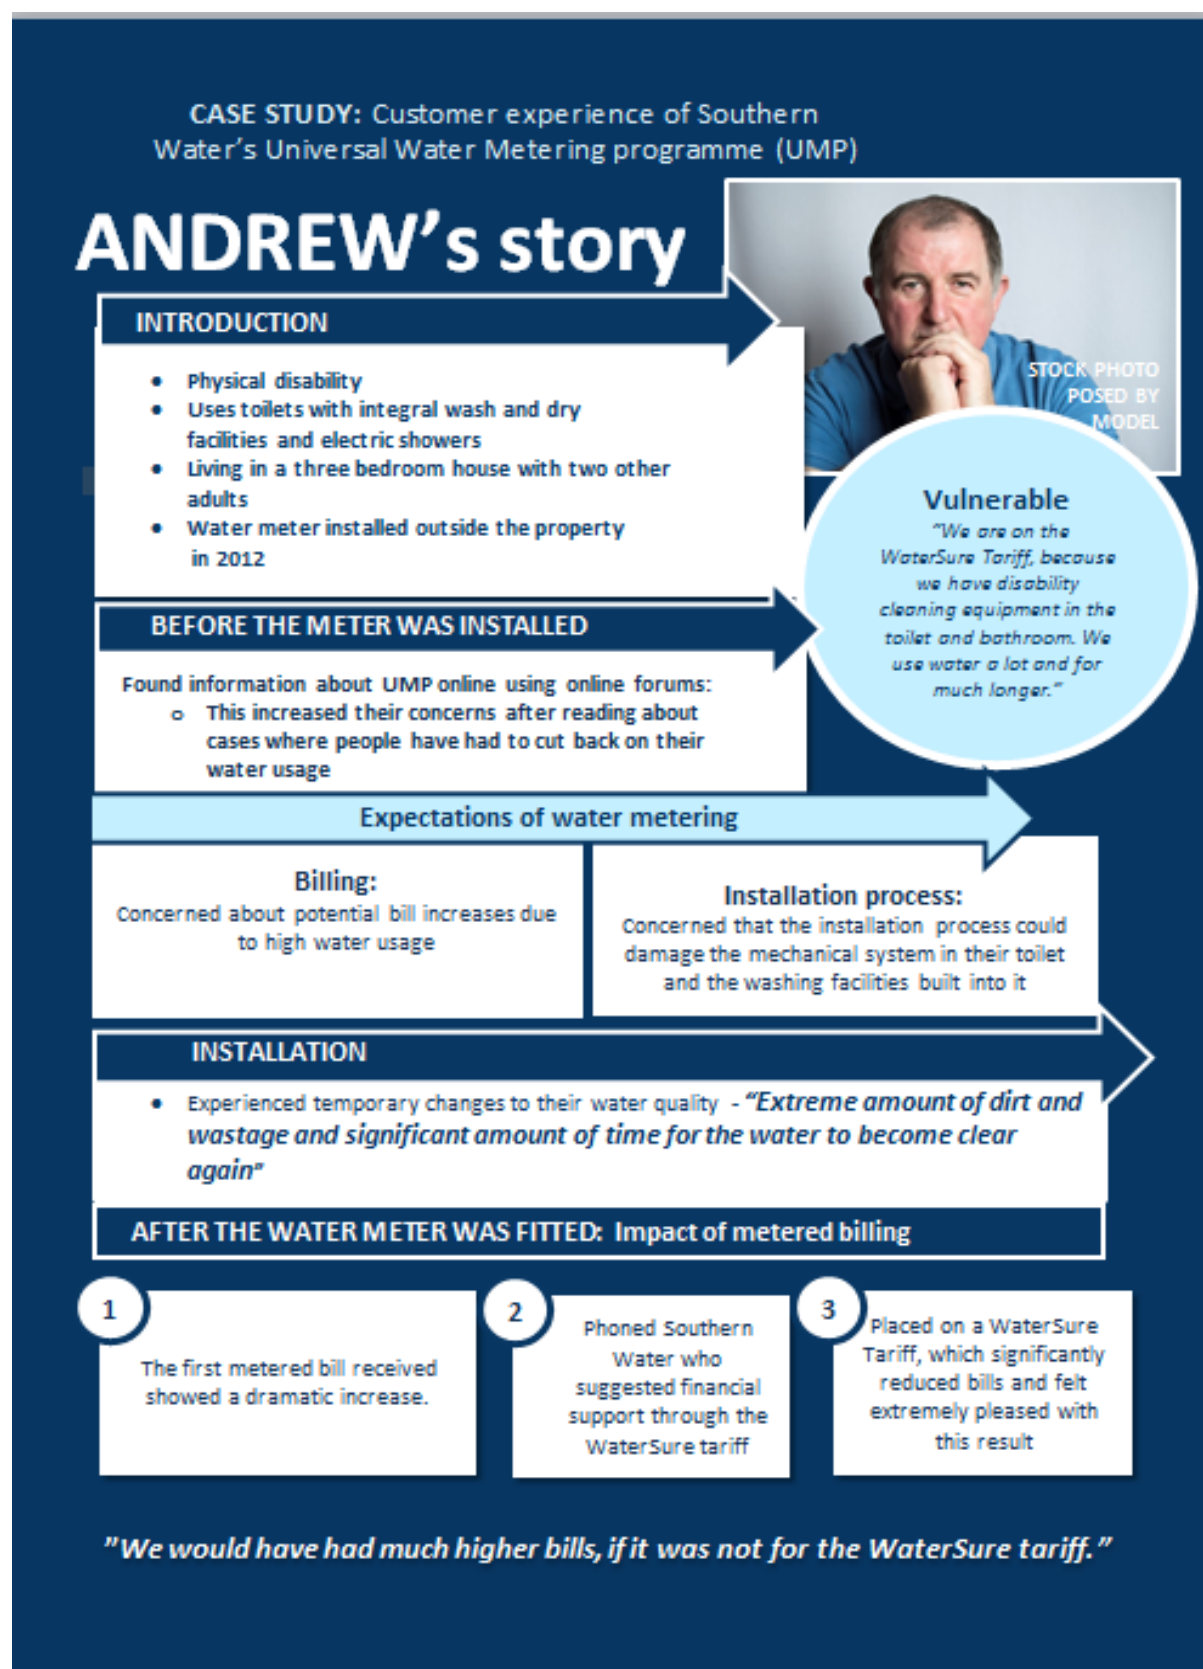 CASE STUDY: Customer experience of Southern
Water's Universal Water Metering programme (UMP)
ANDREW's story
STOCK PHOTO
POSED BY
MODEL
INTRODUCTION
• Physical disability
• Uses toilets with integral wash and dry
facilities and electric showers
• Living in a three bedroom house with two other
adults
• Water meter installed outside the property
in 2012
Vulnerable
"We are on the
WaterSure Tariff, because
we have disability
cleaning equipment in the
toilet and bathroom. We
use water a lot and for
much longer."
BEFORE THE METER WAS INSTALLED
Found information about UMP online using online forums:
o This increased their concerns after reading about
cases where people have had to cut back on their
water usage
Expectations of water metering
Billing:
Concerned about potential bill increases due
to high water usage
Installation process:
Concerned that the installation process could
damage the mechanical system in their toilet
and the washing facilities built into it
INSTALLATION
• Experienced temporary changes to their water quality - "Extreme amount of dirt and
wastage and significant amount of time for the water to become clear
again"
AFTER THE WATER METER WAS FITTED: Impact of metered billing
1
The first metered bill received
showed a dramatic increase.
2
Phoned Southern
Water who
suggested financial
support through the
WaterSure tariff
3
Placed on a WaterSure
Tariff, which significantly
reduced bills and felt
extremely pleased with
this result
"We would have had much higher bills, if it was not for the WaterSure tariff."